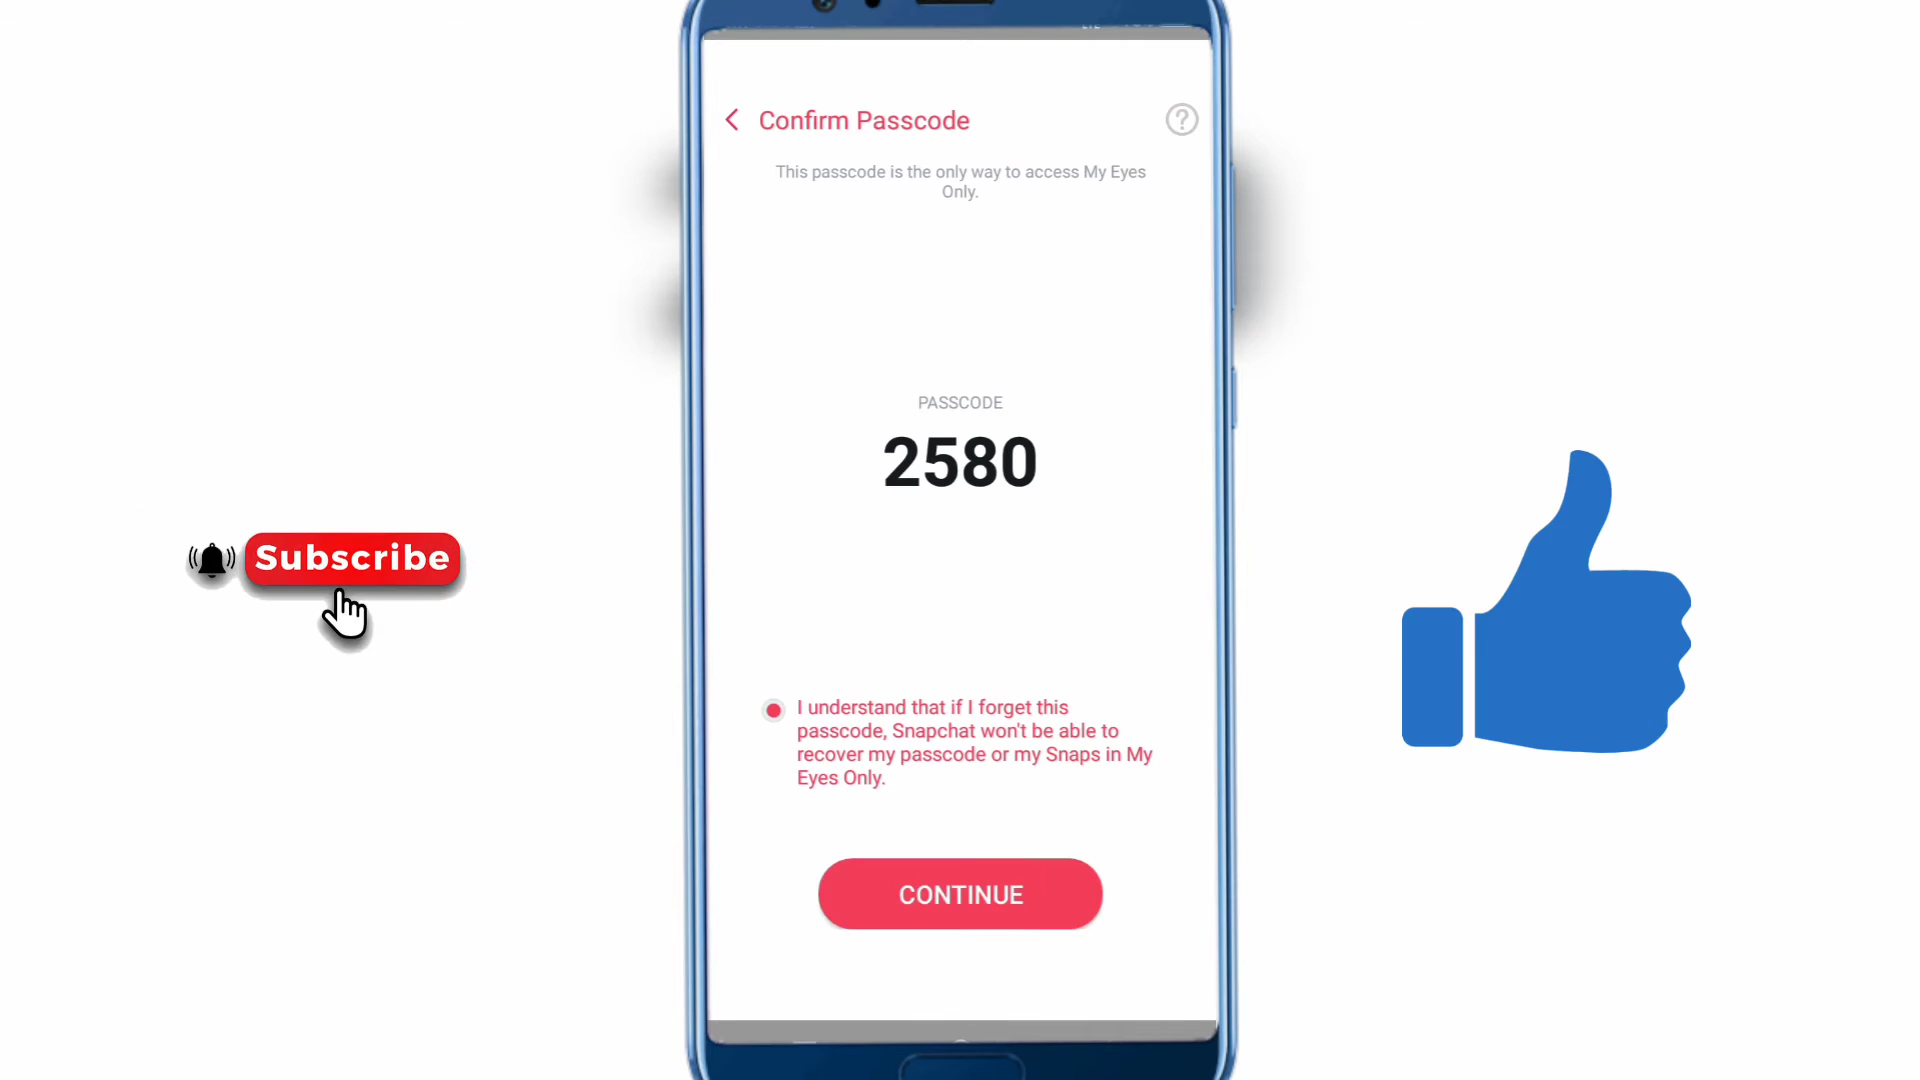 Confirm Passcode
This passcode is the only way to access My Eyes
Only.
PASSCODE
2580
Subscribe
I understand that if I forget this
passcode, Snapchat won't be able to
recover my passcode or my Snaps in My
Eyes Only.
CONTINUE